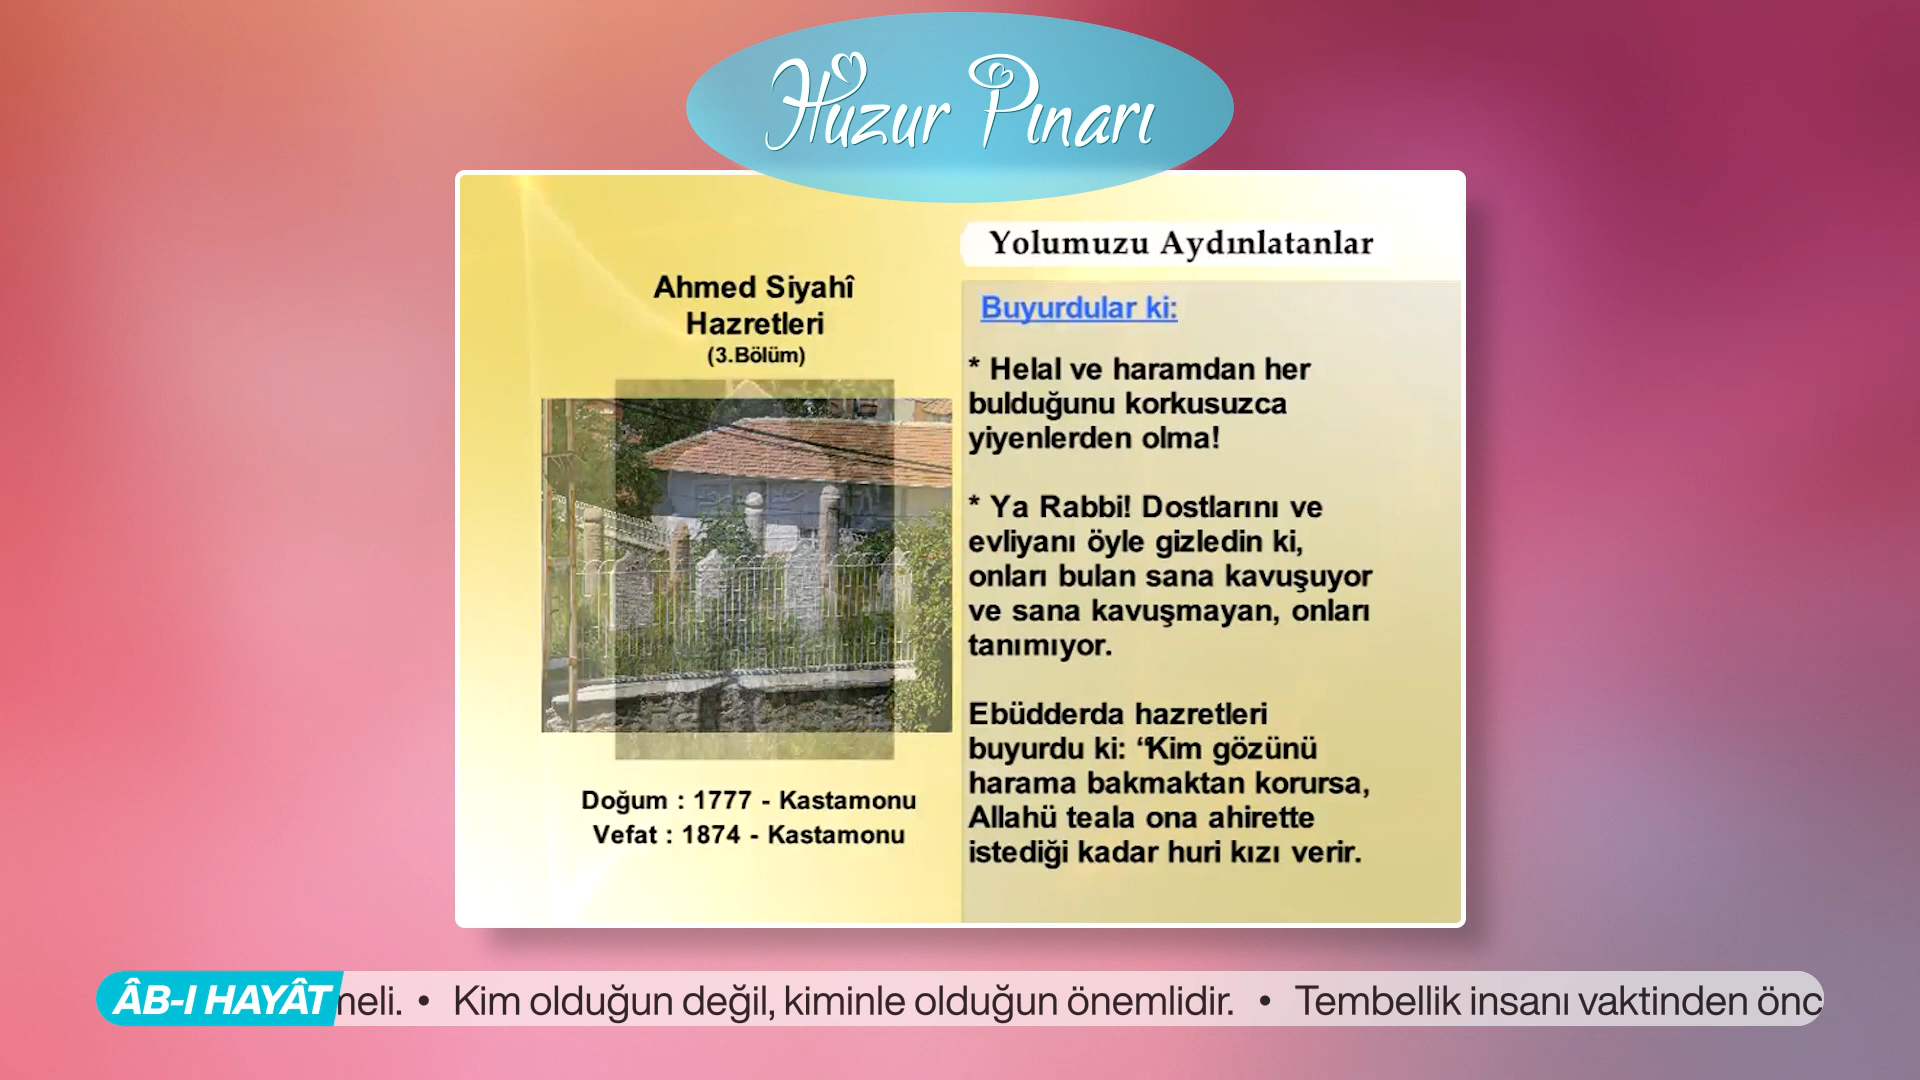 Huzur Pınarı
Yolumuzu Aydınlatanlar
Ahmed Siyahî
Hazretleri
(3.Bölüm)
Doğum : 1777 - Kastamonu
Vefat : 1874 - Kastamonu
Buyurdular ki:
* Helal ve haramdan her
bulduğunu korkusuzca
yiyenlerden olma!
* Ya Rabbi! Dostlarını ve
evliyanı öyle gizledin ki,
onları bulan sana kavuşuyor
ve sana kavuşmayan, onları
tanımıyor.
Ebüdderda hazretleri
buyurdu ki: “Kim gözünü
harama bakmaktan korursa,
Allahü teala ona ahirette
istediği kadar huri kızı verir.
ÂB-I HAYÂT meli. • Kim olduğun değil, kiminle olduğun önemlidir. • Tembellik insanı vaktinden önc